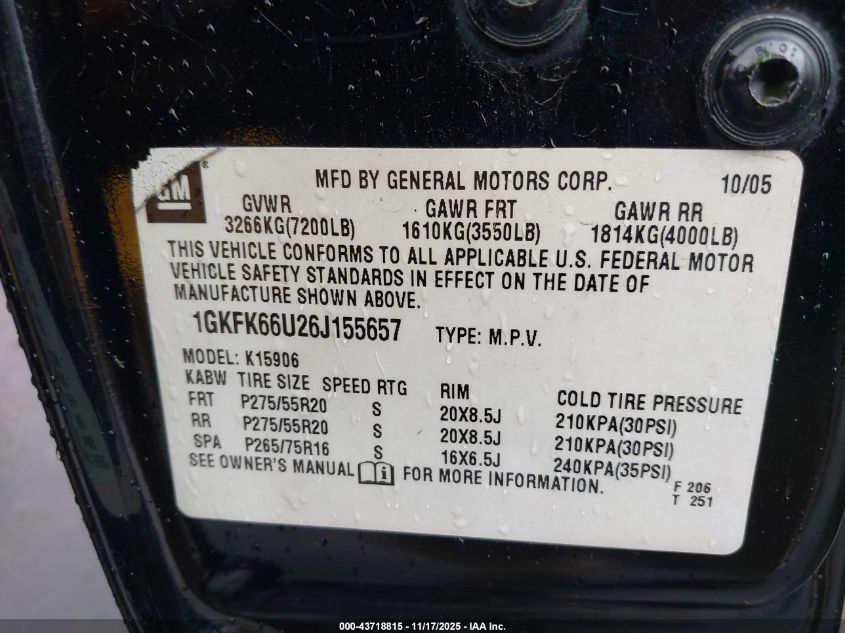 10.9
GM ®
MFD BY GENERAL MOTORS CORP. 10/05
GVWR GAWR FRT GAWR RR
3266KG(7200LB) 1610KG(3550LB) 1814KG(4000LB)
THIS VEHICLE CONFORMS TO ALL APPLICABLE U.S. FEDERAL MOTOR
VEHICLE SAFETY STANDARDS IN EFFECT ON THE DATE OF
MANUFACTURE SHOWN ABOVE.
1GKFK66U26J155657 TYPE: M.P.V.
MODEL: K15906
KABW TIRE SIZE SPEED RTG RIM COLD TIRE PRESSURE
FRT P275/55R20 S 20X8.5J 210KPA(30PSI)
RR P275/55R20 S 20X8.5J 210KPA(30PSI)
SPA P265/75R16 S 16X6.5J 240KPA(35PSI)
SEE OWNER'S MANUAL FOR MORE INFORMATION.
F 206
T 251
000-43718815 - 11/17/2025 - IAA Inc.